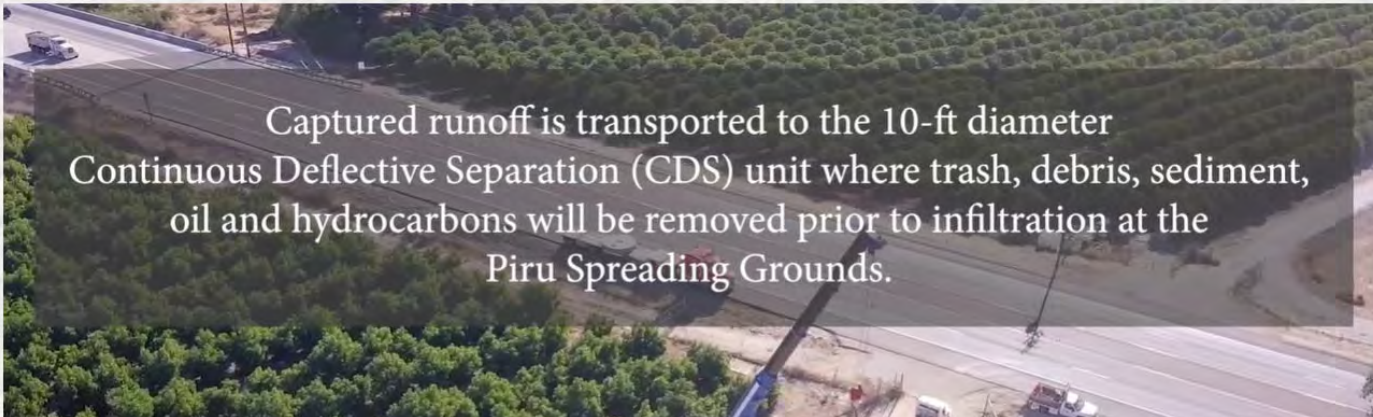 Captured runoff is transported to the 10-ft diameter
Continuous Deflective Separation (CDS) unit where trash, debris, sediment,
oil and hydrocarbons will be removed prior to infiltration at the
Piru Spreading Grounds.